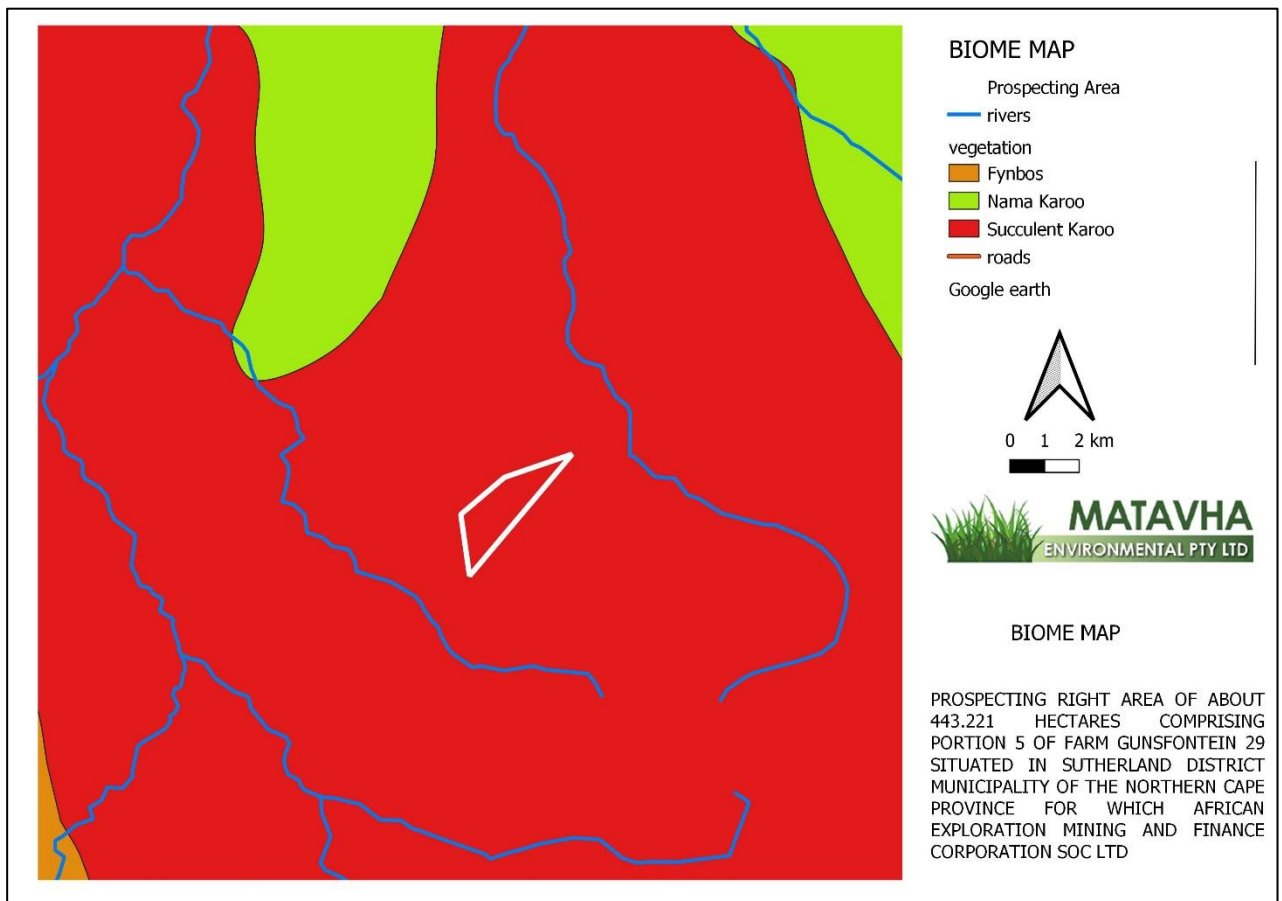 BIOME MAP
Prospecting Area
rivers
vegetation
Fynbos
Nama Karoo
Succulent Karoo
roads
Google earth
0 1 2 km
MATAVHA
ENVIRONMENTAL PTY LTD
BIOME MAP
PROSPECTING RIGHT AREA OF ABOUT
443.221 HECTARES COMPRISING
PORTION 5 OF FARM GUNSFONTEIN 29
SITUATED IN SUTHERLAND DISTRICT
MUNICIPALITY OF THE NORTHERN CAPE
PROVINCE FOR WHICH AFRICAN
EXPLORATION MINING AND FINANCE
CORPORATION SOC LTD